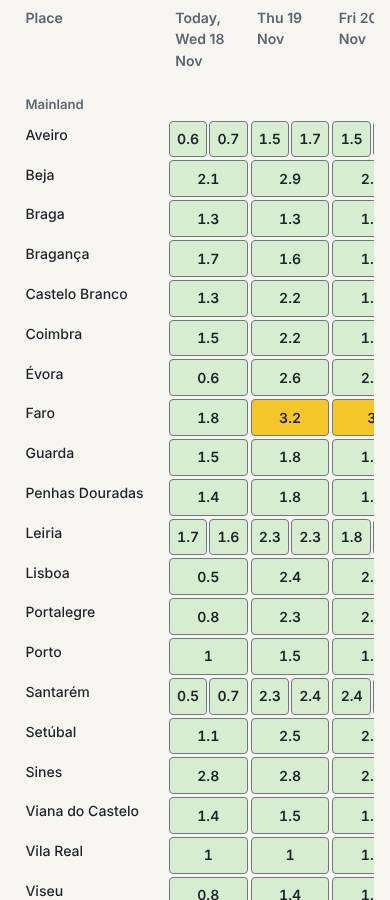 Place
Today, Wed 18 Nov
Thu 19 Nov
Fri
Mainland
Aveiro 0.6 0.7 1.5 1.7 1.5
Beja 2.1 2.9
Braga 1.3 1.3
Bragança 1.7 1.6
Castelo Branco 1.3 2.2
Coimbra 1.5 2.2
Évora 0.6 2.6
Faro 1.8 3.2
Guarda 1.5 1.8
Penhas Douradas 1.4 1.8
Leiria 1.7 1.6 2.3 2.3 1.8
Lisboa 0.5 2.4
Portalegre 0.8 2.3
Porto 1 1.5
Santarém 0.5 0.7 2.3 2.4 2.4
Setúbal 1.1 2.5
Sines 2.8 2.8
Viana do Castelo 1.4 1.5
Vila Real 1 1
Viseu 0.8 1.4